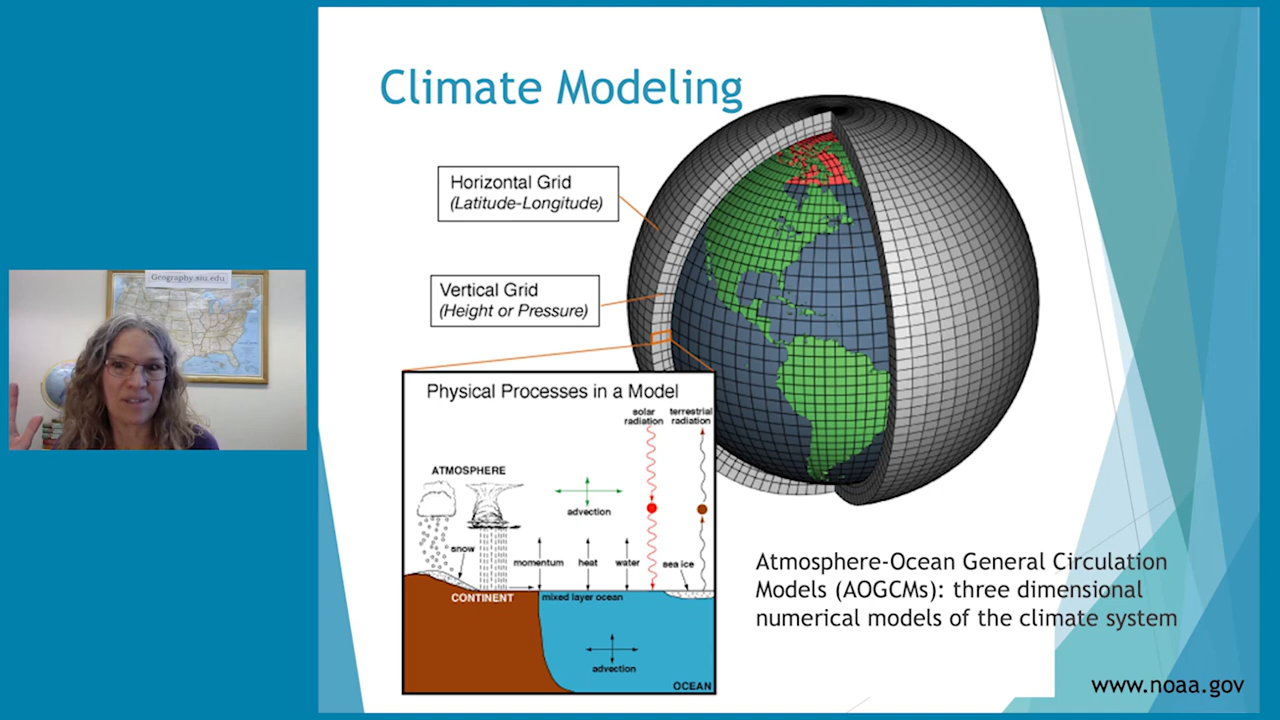 Climate Modeling
Horizontal Grid
(Latitude-Longitude)
Vertical Grid
(Height or Pressure)
Geography.siu.edu
Physical Processes in a Model
solar
radiation
terrestrial
radiation
ATMOSPHERE
advection
snow
momentum
heat
water
sea ice
CONTINENT
mixed layer ocean
advection
OCEAN
Atmosphere-Ocean General Circulation
Models (AOGCMs): three dimensional
numerical models of the climate system
www.noaa.gov